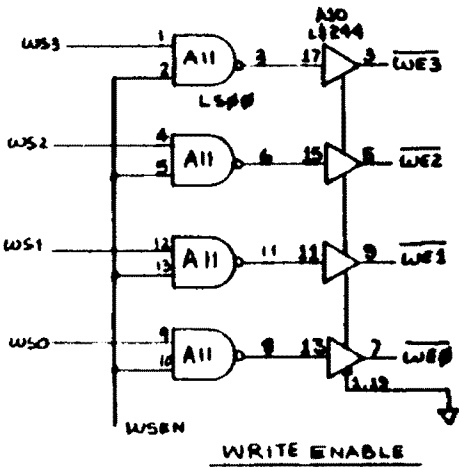 A10
LS244
WS3 1 2 A11 3 17 3 WE3
LS00
WS2 4 5 A11 6 15 5 WE2
WS1 12 13 A11 11 11 9 WE1
WS0 9 10 A11 8 13 7 WE0
1,19
WSEN
WRITE ENABLE